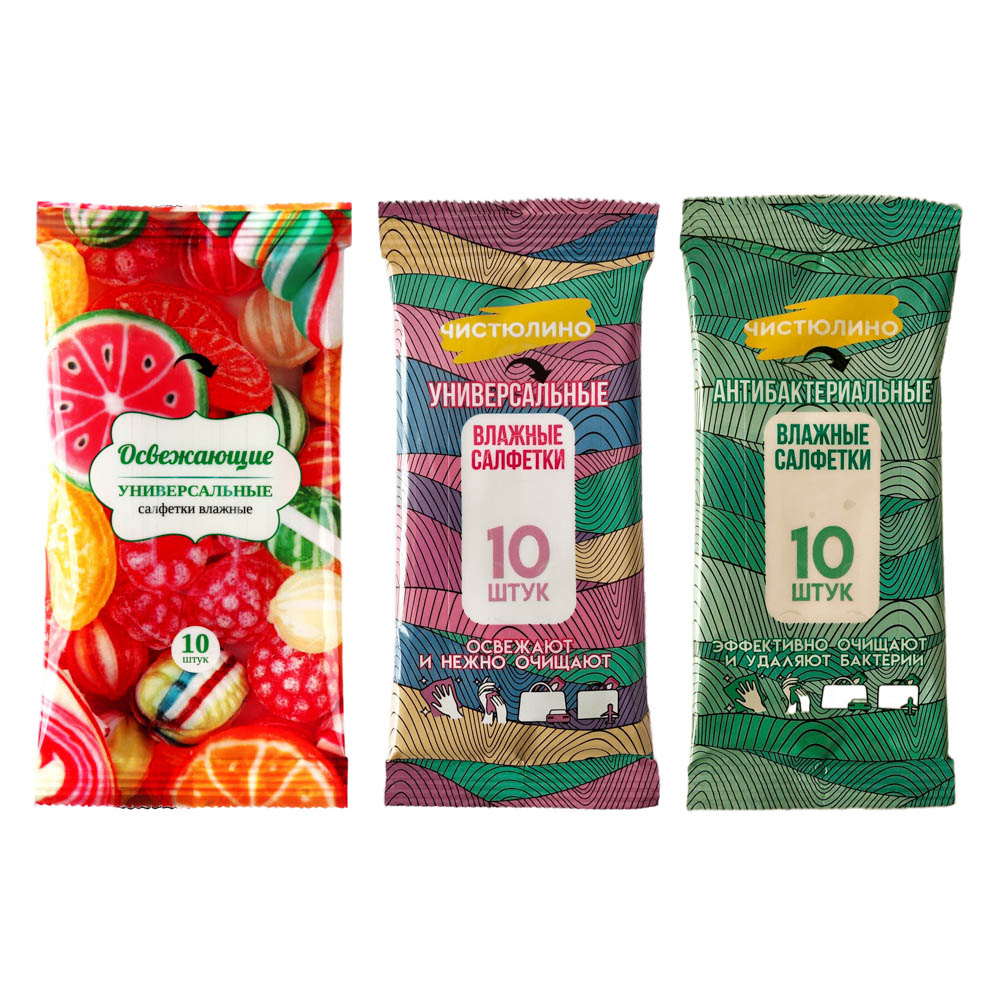 Освежающие
УНИВЕРСАЛЬНЫЕ
салфетки влажные
10
штук
ЧИСТЮЛИНО
УНИВЕРСАЛЬНЫЕ
ВЛАЖНЫЕ
САЛФЕТКИ
10
ШТУК
ОСВЕЖАЮТ
И НЕЖНО ОЧИЩАЮТ
ЧИСТЮЛИНО
АНТИБАКТЕРИАЛЬНЫЕ
ВЛАЖНЫЕ
САЛФЕТКИ
10
ШТУК
ЭФФЕКТИВНО ОЧИЩАЮТ
И УДАЛЯЮТ БАКТЕРИИ